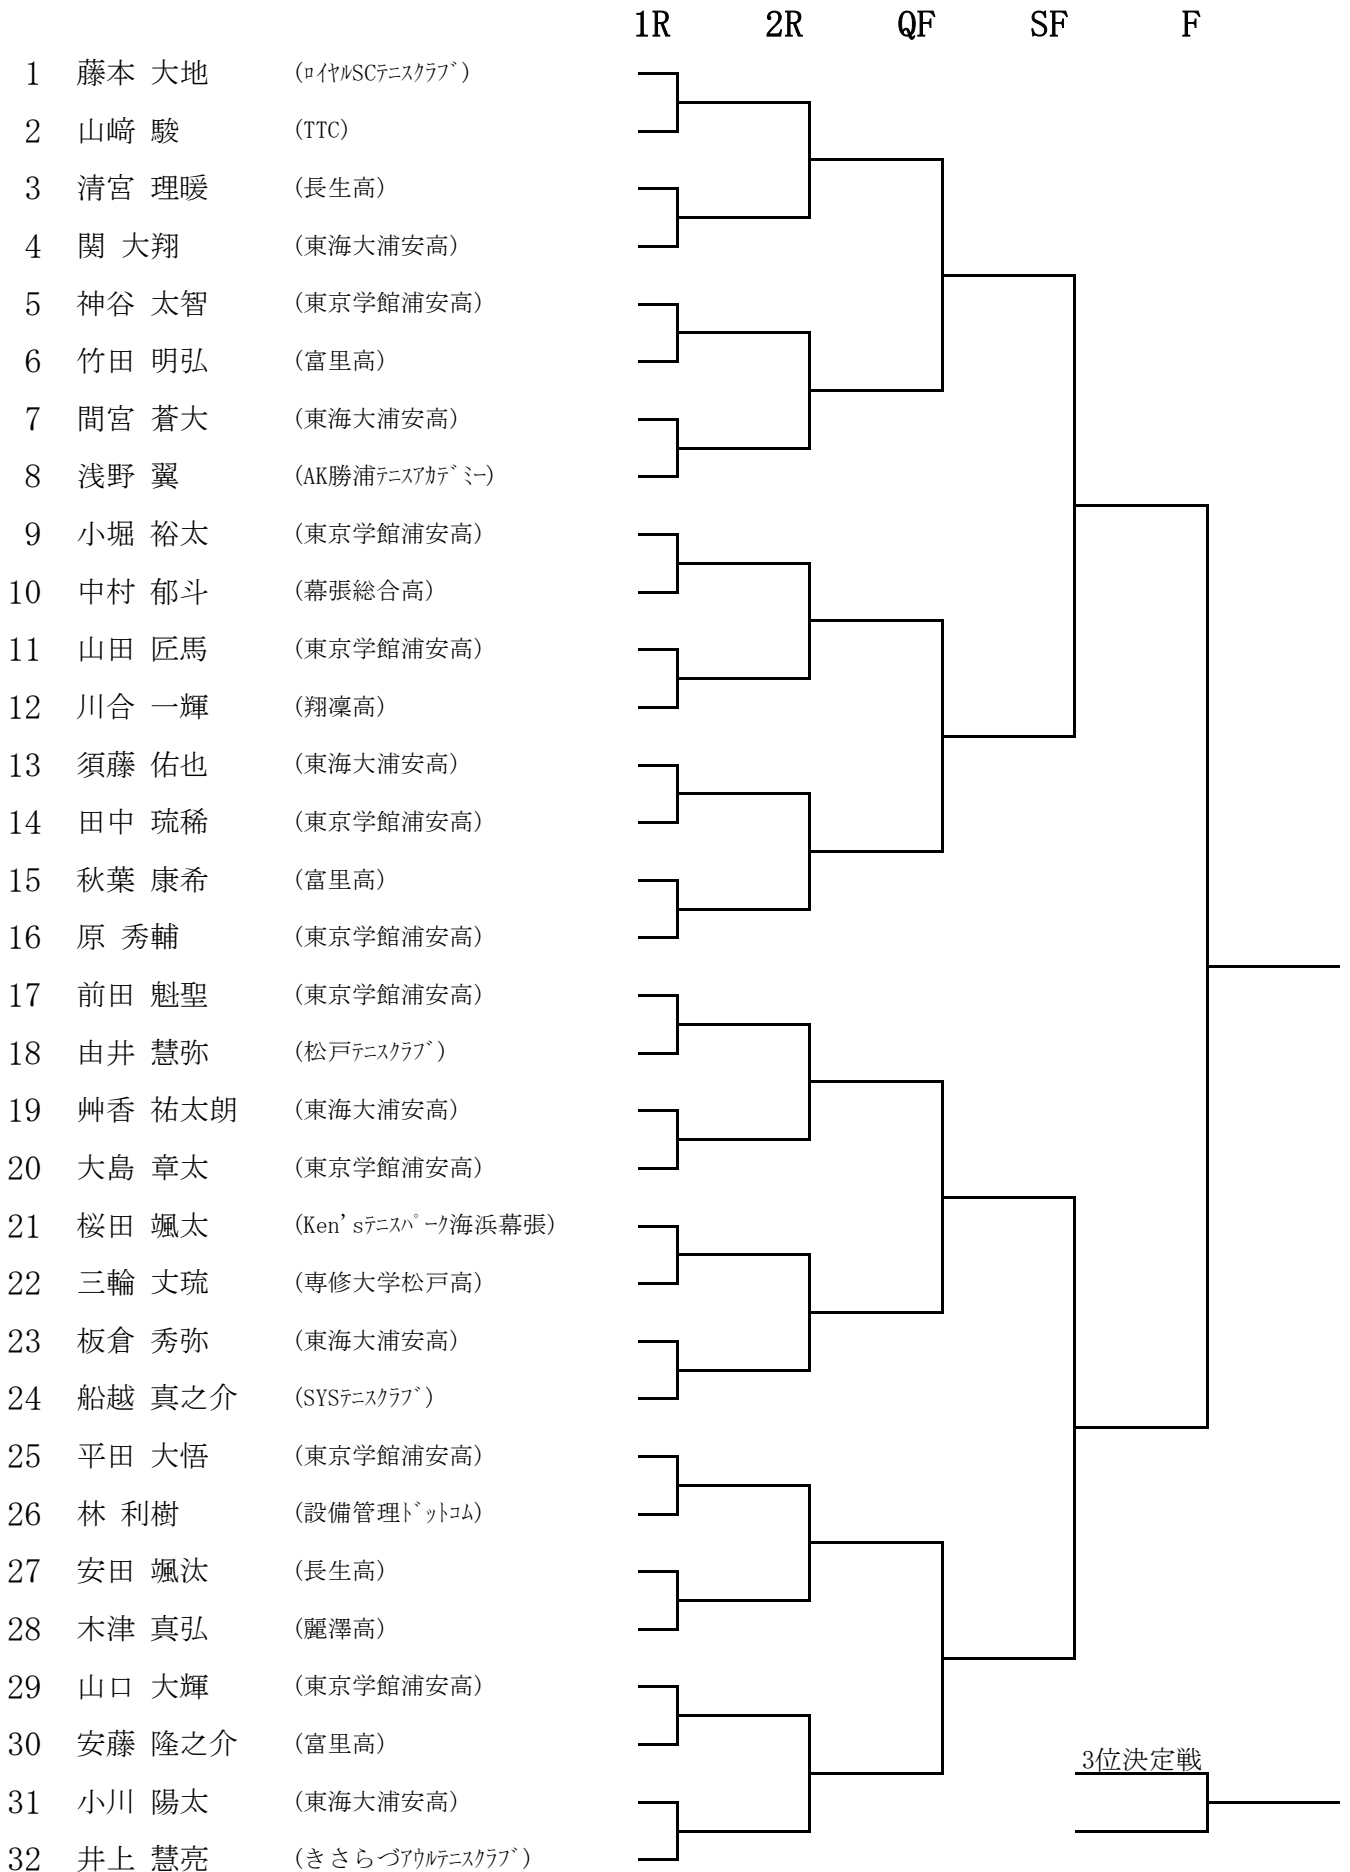 1R 2R QF SF F
1 藤本 大地 (ﾛｲﾔﾙSCﾃﾆｽｸﾗﾌﾞ)
2 山﨑 駿 (TTC)
3 清宮 理暖 (長生高)
4 関 大翔 (東海大浦安高)
5 神谷 太智 (東京学館浦安高)
6 竹田 明弘 (富里高)
7 間宮 蒼大 (東海大浦安高)
8 浅野 翼 (AK勝浦ﾃﾆｽｱｶﾃﾞﾐｰ)
9 小堀 裕太 (東京学館浦安高)
10 中村 郁斗 (幕張総合高)
11 山田 匠馬 (東京学館浦安高)
12 川合 一輝 (翔凜高)
13 須藤 佑也 (東海大浦安高)
14 田中 琉稀 (東京学館浦安高)
15 秋葉 康希 (富里高)
16 原 秀輔 (東京学館浦安高)
17 前田 魁聖 (東京学館浦安高)
18 由井 慧弥 (松戸ﾃﾆｽｸﾗﾌﾞ)
19 艸香 祐太朗 (東海大浦安高)
20 大島 章太 (東京学館浦安高)
21 桜田 颯太 (Ken'sﾃﾆｽﾊﾟｰｸ海浜幕張)
22 三輪 丈琉 (専修大学松戸高)
23 板倉 秀弥 (東海大浦安高)
24 船越 真之介 (SYSﾃﾆｽｸﾗﾌﾞ)
25 平田 大悟 (東京学館浦安高)
26 林 利樹 (設備管理ﾄﾞｯﾄｺﾑ)
27 安田 颯汰 (長生高)
28 木津 真弘 (麗澤高)
29 山口 大輝 (東京学館浦安高)
30 安藤 隆之介 (富里高)
3位決定戦
31 小川 陽太 (東海大浦安高)
32 井上 慧亮 (きさらづｱｳﾙﾃﾆｽｸﾗﾌﾞ)